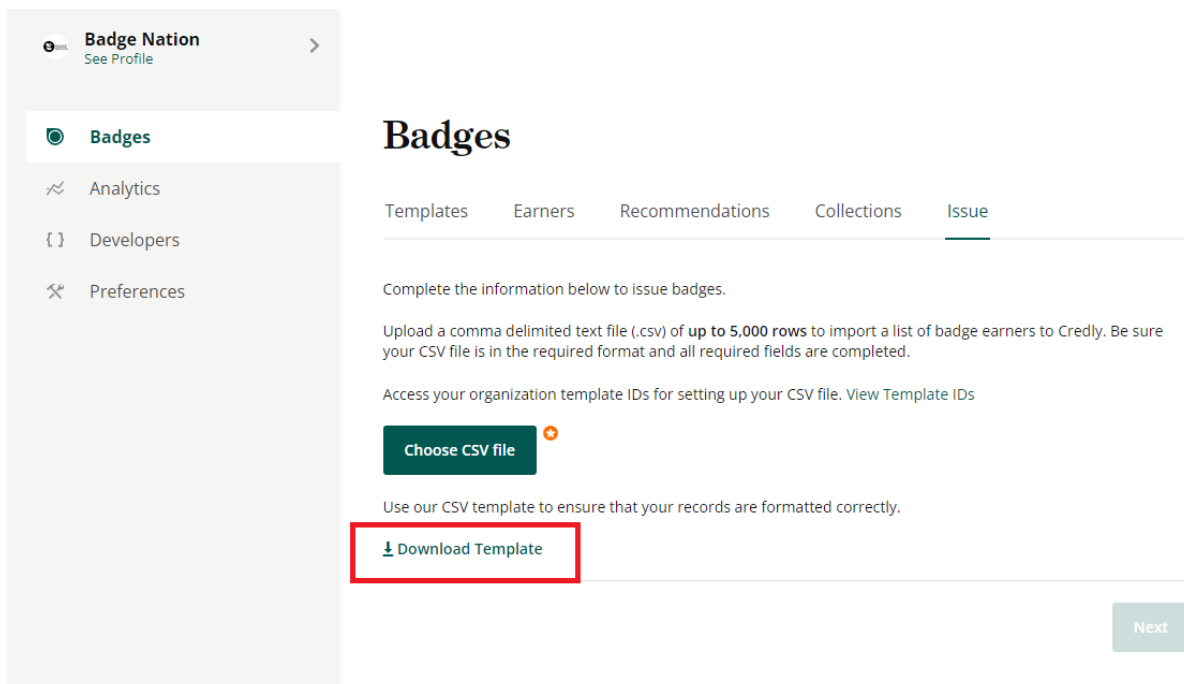 Badge Nation
See Profile
Badges
Analytics
{ } Developers
Preferences
Badges
Templates Earners Recommendations Collections Issue
Complete the information below to issue badges.
Upload a comma delimited text file (.csv) of up to 5,000 rows to import a list of badge earners to Credly. Be sure
your CSV file is in the required format and all required fields are completed.
Access your organization template IDs for setting up your CSV file. View Template IDs
Choose CSV file
Use our CSV template to ensure that your records are formatted correctly.
Download Template
Next